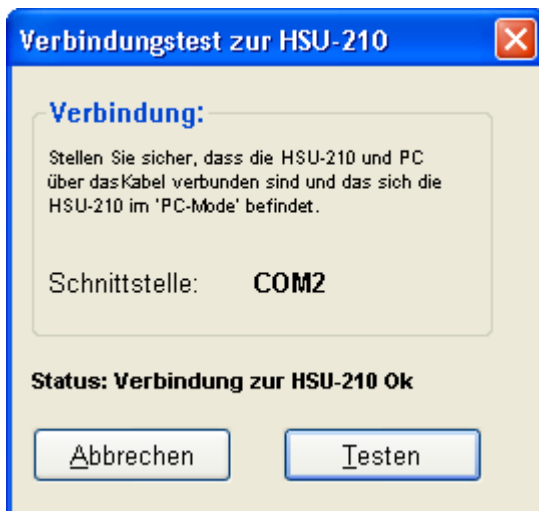 Verbindungstest zur HSU-210
Verbindung:
Stellen Sie sicher, dass die HSU-210 und PC
über dasKabel verbunden sind und das sich die
HSU-210 im 'PC-Mode' befindet.
Schnittstelle: COM2
Status: Verbindung zur HSU-210 Ok
Abbrechen Testen